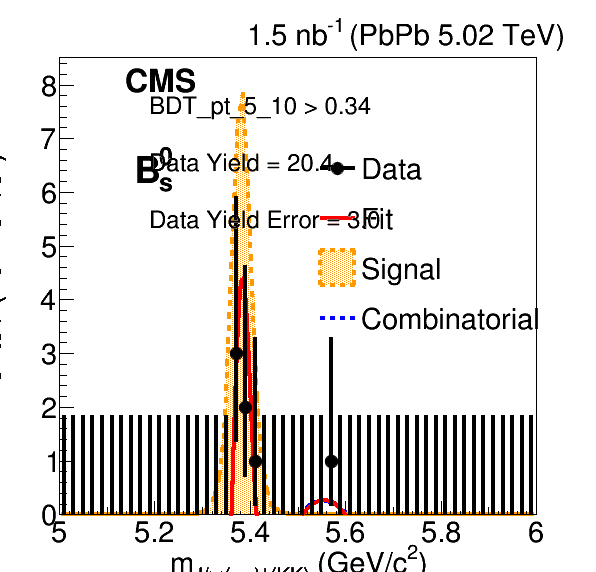 1.5 nb-1 (PbPb 5.02 TeV)
CMS
BDT_pt_5_10 > 0.34
B0s
Data Yield = 20.4
Data Yield Error = 3.0
Data
Fit
Signal
Combinatorial
8
7
6
5
4
3
2
1
0
5 5.2 5.4 5.6 5.8 6
(GeV/c2)